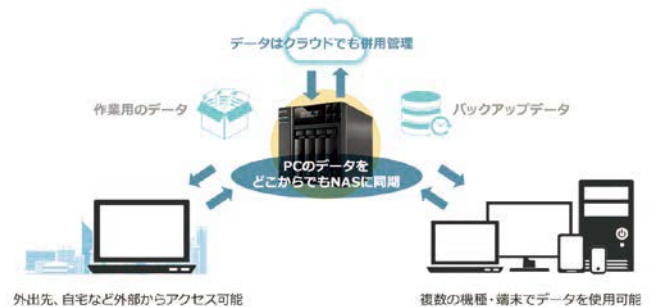 データはクラウドでも併用管理
作業用のデータ
バックアップデータ
PCのデータを
どこからでもNASに同期
外出先、自宅など外部からアクセス可能
複数の機種・端末でデータを使用可能